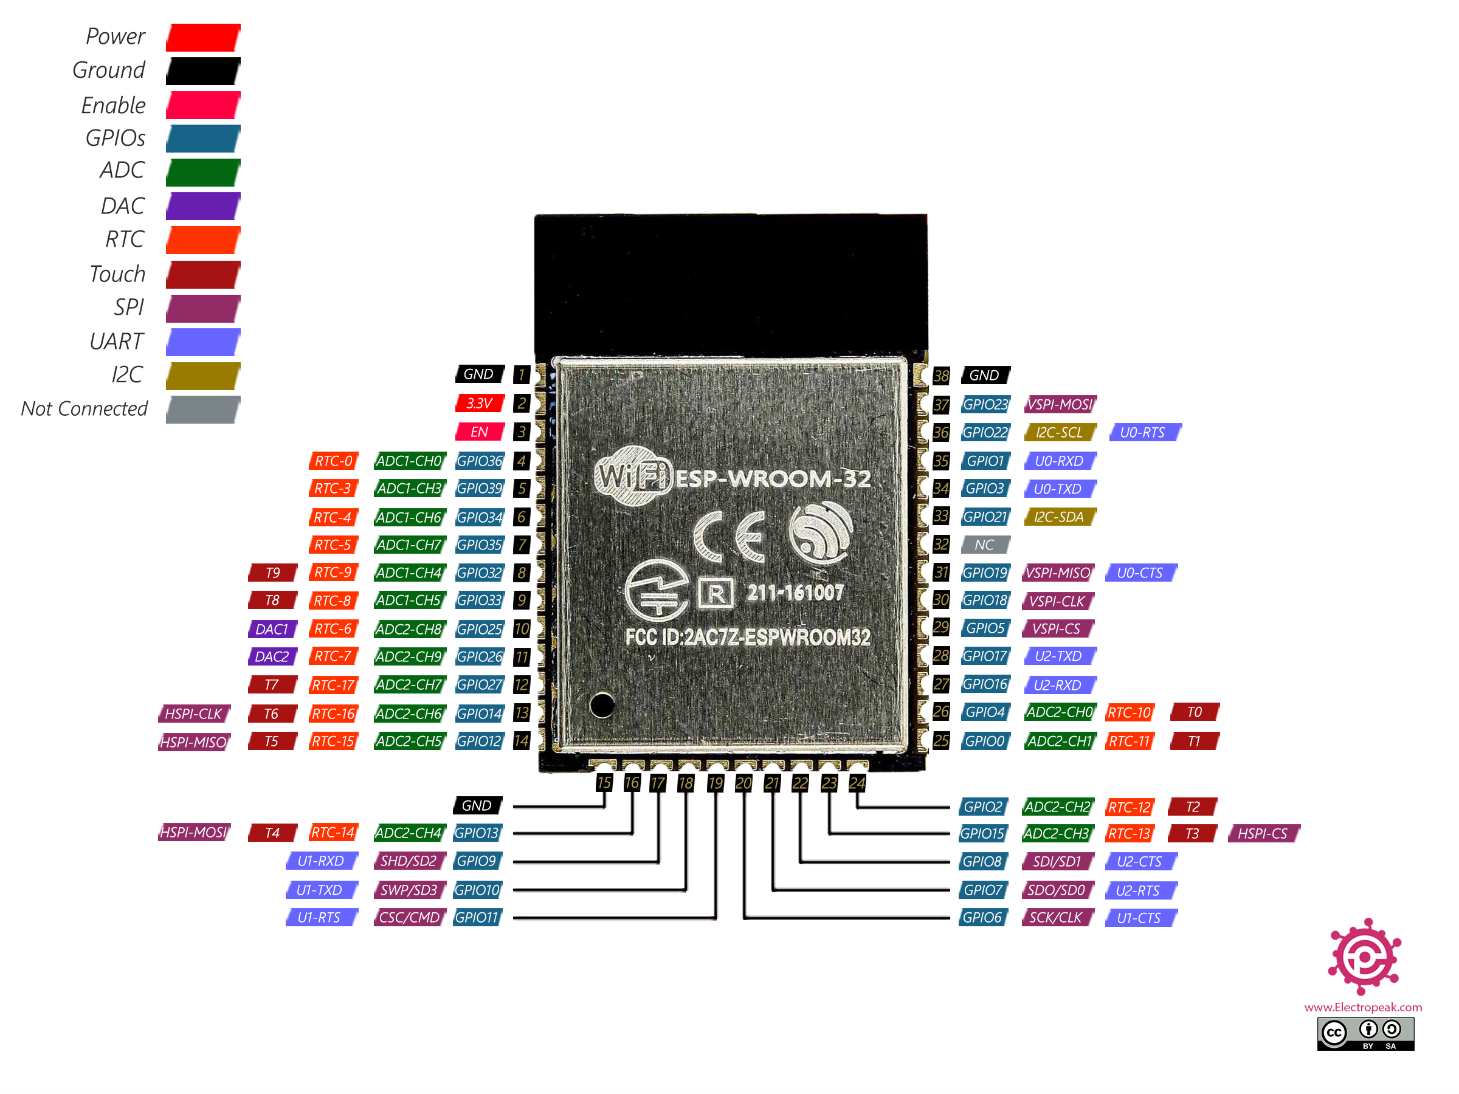 Power
Ground
Enable
GPIOs
ADC
DAC
RTC
Touch
SPI
UART
I2C
Not Connected
GND 1
3.3V 2
EN 3
RTC-0 ADC1-CH0 GPIO36 4
RTC-3 ADC1-CH3 GPIO39 5
RTC-4 ADC1-CH6 GPIO34 6
RTC-5 ADC1-CH7 GPIO35 7
T9 RTC-9 ADC1-CH4 GPIO32 8
T8 RTC-8 ADC1-CH5 GPIO33 9
DAC1 RTC-6 ADC2-CH8 GPIO25 10
DAC2 RTC-7 ADC2-CH9 GPIO26 11
T7 RTC-17 ADC2-CH7 GPIO27 12
HSPI-CLK T6 RTC-16 ADC2-CH6 GPIO14 13
HSPI-MISO T5 RTC-15 ADC2-CH5 GPIO12 14
WiFi ESP-WROOM-32
CE
R 211-161007
FCC ID:2AC7Z-ESPWROOM32
38 GND
37 GPIO23 VSPI-MOSI
36 GPIO22 I2C-SCL U0-RTS
35 GPIO1 U0-RXD
34 GPIO3 U0-TXD
33 GPIO21 I2C-SDA
32 NC
31 GPIO19 VSPI-MISO U0-CTS
30 GPIO18 VSPI-CLK
29 GPIO5 VSPI-CS
28 GPIO17 U2-TXD
27 GPIO16 U2-RXD
26 GPIO4 ADC2-CH0 RTC-10 T0
25 GPIO0 ADC2-CH1 RTC-11 T1
15 16 17 18 19 20 21 22 23 24
GND
HSPI-MOSI T4 RTC-14 ADC2-CH4 GPIO13
U1-RXD SHD/SD2 GPIO9
U1-TXD SWP/SD3 GPIO10
U1-RTS CSC/CMD GPIO11
GPIO2 ADC2-CH2 RTC-12 T2
GPIO15 ADC2-CH3 RTC-13 T3 HSPI-CS
GPIO8 SDI/SD1 U2-CTS
GPIO7 SDO/SD0 U2-RTS
GPIO6 SCK/CLK U1-CTS
www.Electropeak.com
cc
BY SA